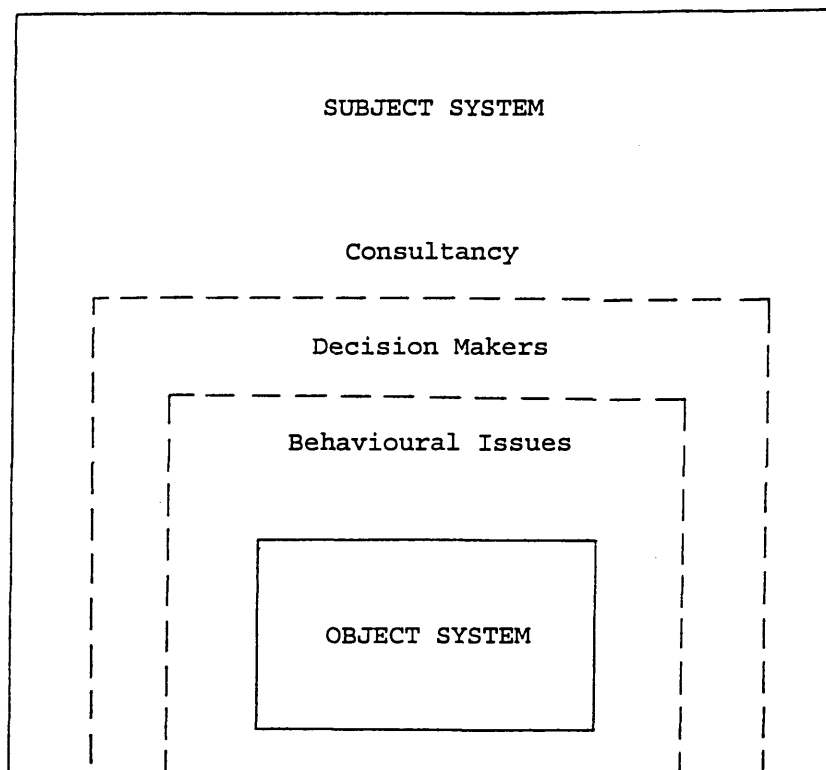 SUBJECT SYSTEM
Consultancy
Decision Makers
Behavioural Issues
OBJECT SYSTEM